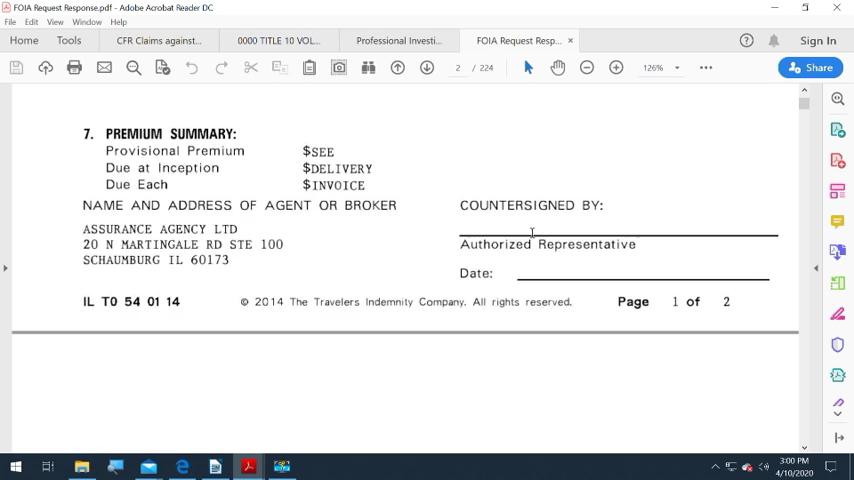 FOIA Request Response.pdf - Adobe Acrobat Reader DC
File Edit View Window Help
Home Tools CFR Claims against... 0000 TITLE 10 VOL... Professional Investi... FOIA Request Resp... × Sign In
2 / 224 126% Share
7. PREMIUM SUMMARY:
Provisional Premium $SEE
Due at Inception $DELIVERY
Due Each $INVOICE
NAME AND ADDRESS OF AGENT OR BROKER COUNTERSIGNED BY:
ASSURANCE AGENCY LTD
20 N MARTINGALE RD STE 100 Authorized Representative
SCHAUMBURG IL 60173
Date:
IL T0 54 01 14 © 2014 The Travelers Indemnity Company. All rights reserved. Page 1 of 2
3:00 PM
4/10/2020